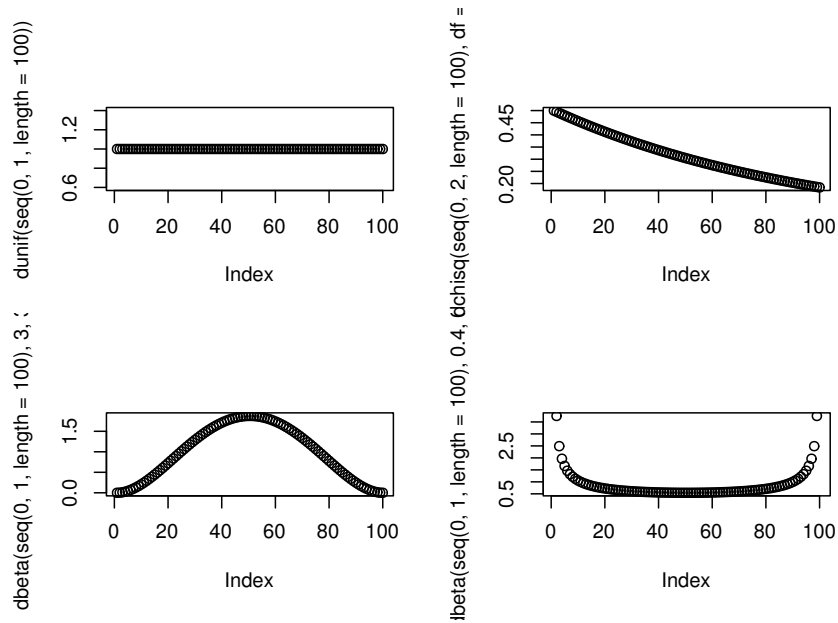 dunif(seq(0, 1, length = 100))
1.2
0.6
0 20 40 60 80 100
Index
dchisq(seq(0, 2, length = 100), df =
0.45
0.20
0 20 40 60 80 100
Index
dbeta(seq(0, 1, length = 100), 3,
1.5
0.0
0 20 40 60 80 100
Index
dbeta(seq(0, 1, length = 100), 0.4,
2.5
0.5
0 20 40 60 80 100
Index